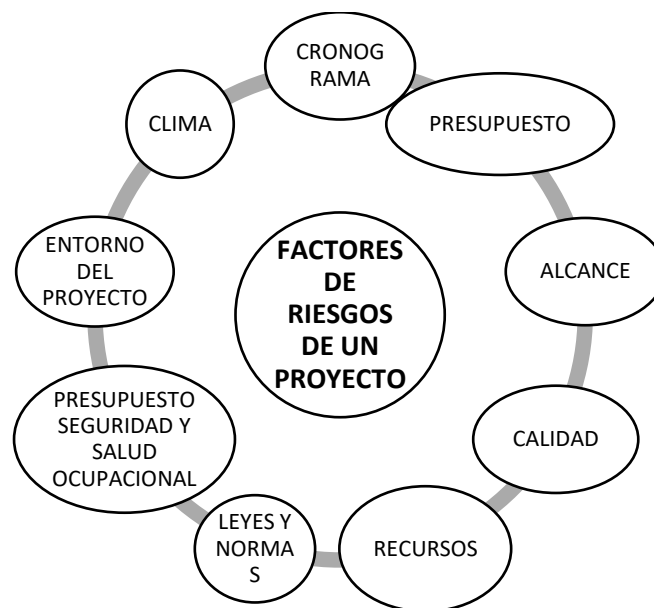 CRONOG
RAMA
PRESUPUESTO
ALCANCE
CALIDAD
RECURSOS
LEYES Y
NORMA
S
PRESUPUESTO
SEGURIDAD Y
SALUD
OCUPACIONAL
ENTORNO
DEL
PROYECTO
CLIMA
FACTORES
DE
RIESGOS
DE UN
PROYECTO